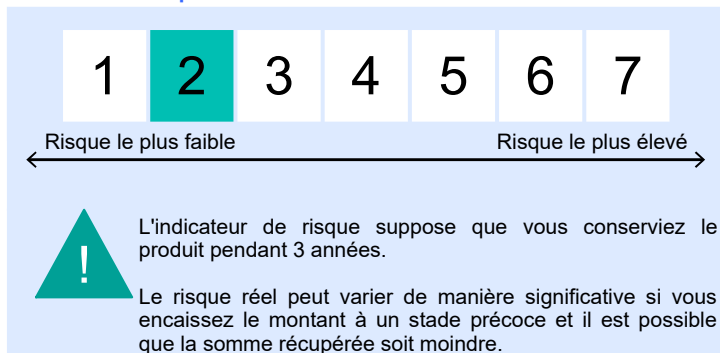 1 2 3 4 5 6 7
Risque le plus faible Risque le plus élevé
! L'indicateur de risque suppose que vous conserviez le
produit pendant 3 années.
Le risque réel peut varier de manière significative si vous
encaissez le montant à un stade précoce et il est possible
que la somme récupérée soit moindre.